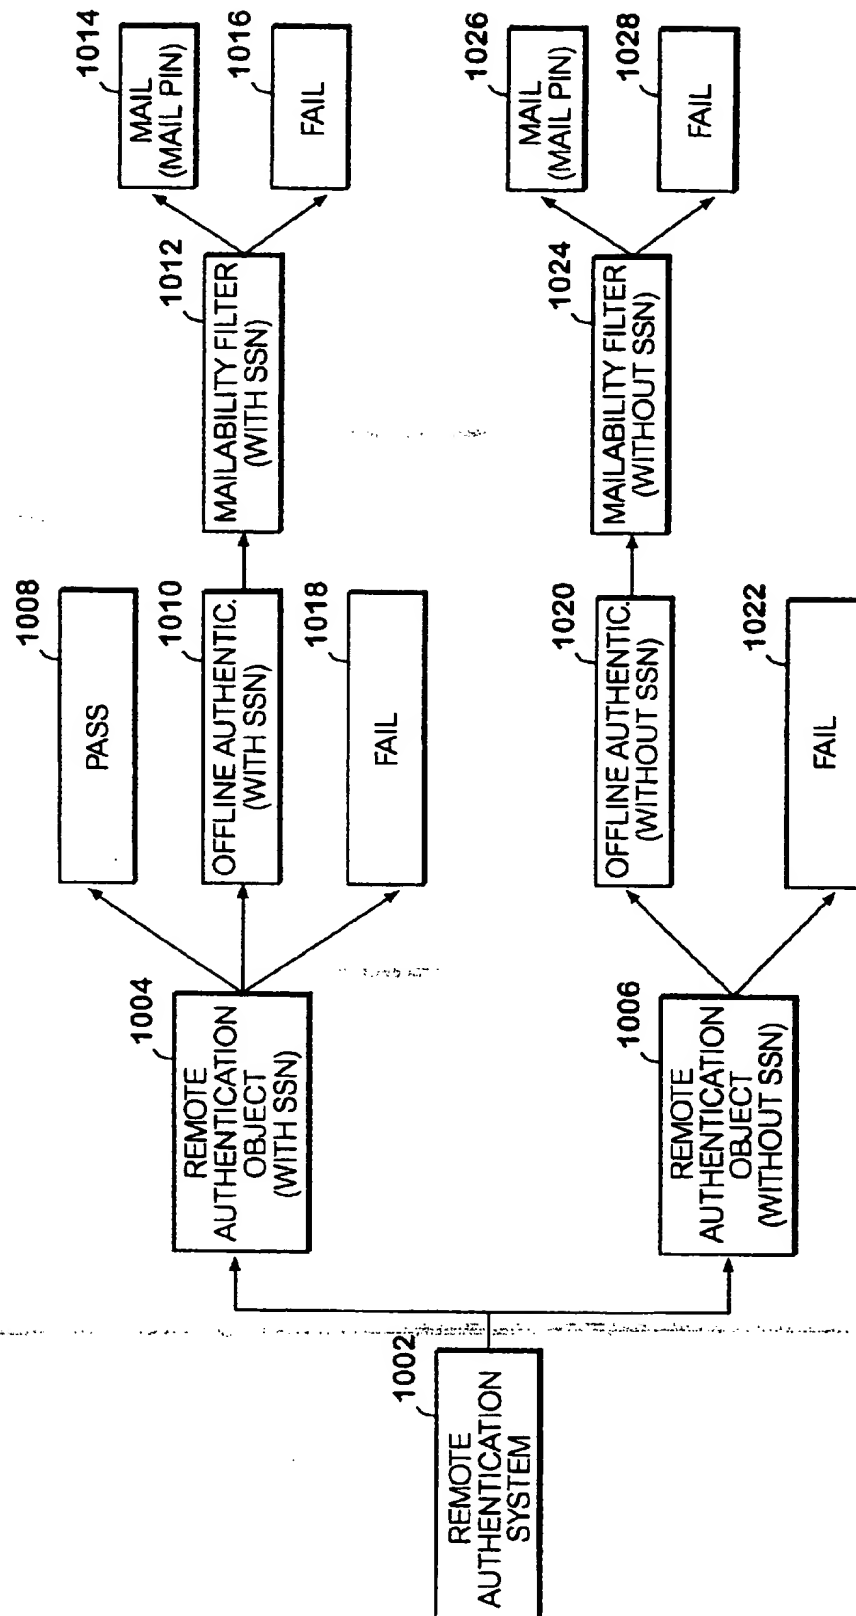 1002
REMOTE
AUTHENTICATION
SYSTEM
1004
REMOTE
AUTHENTICATION
OBJECT
(WITH SSN)
1008
PASS
1010
OFFLINE AUTHENTIC.
(WITH SSN)
1018
FAIL
1012
MAILABILITY FILTER
(WITH SSN)
1014
MAIL
(MAIL PIN)
1016
FAIL
1006
REMOTE
AUTHENTICATION
OBJECT
(WITHOUT SSN)
1020
OFFLINE AUTHENTIC.
(WITHOUT SSN)
1022
FAIL
1024
MAILABILITY FILTER
(WITHOUT SSN)
1026
MAIL
(MAIL PIN)
1028
FAIL